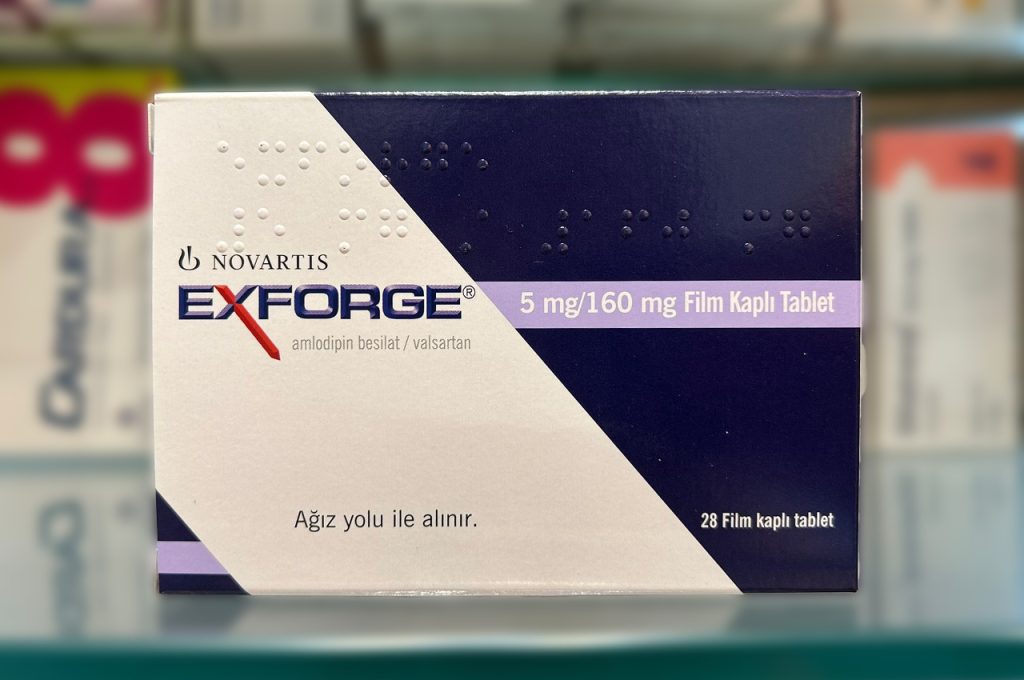 NOVARTIS
EXFORGE®
5 mg/160 mg Film Kaplı Tablet
amlodipin besilat / valsartan
Ağız yolu ile alınır.
28 Film kaplı tablet